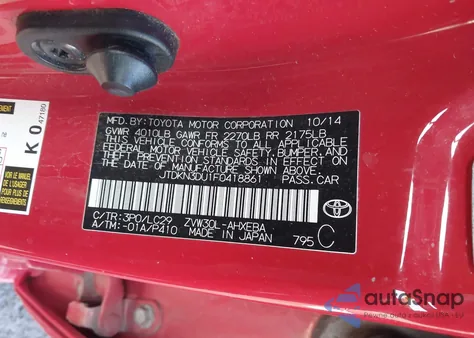 MFD. BY: TOYOTA MOTOR CORPORATION 10/14
GVWR 4010LB GAWR FR 2270LB RR 2175LB
THIS VEHICLE CONFORMS TO ALL APPLICABLE
FEDERAL MOTOR VEHICLE SAFETY, BUMPER, AND
THEFT PREVENTION STANDARDS IN EFFECT ON
THE DATE OF MANUFACTURE SHOWN ABOVE.
JTDKN3DU1F0418861 PASS.CAR
C/TR: 3P0/LC29 ZVW30L-AHXEBA
A/TM: -01A/P410 MADE IN JAPAN 795 C
K0 47180
autoSnap